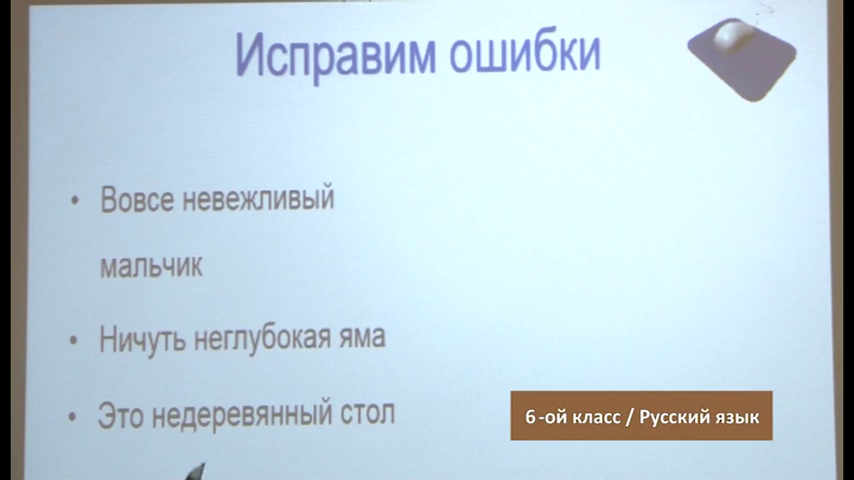 Исправим ошибки
• Вовсе невежливый
мальчик
• Ничуть неглубокая яма
• Это недеревянный стол
6-ой класс / Русский язык